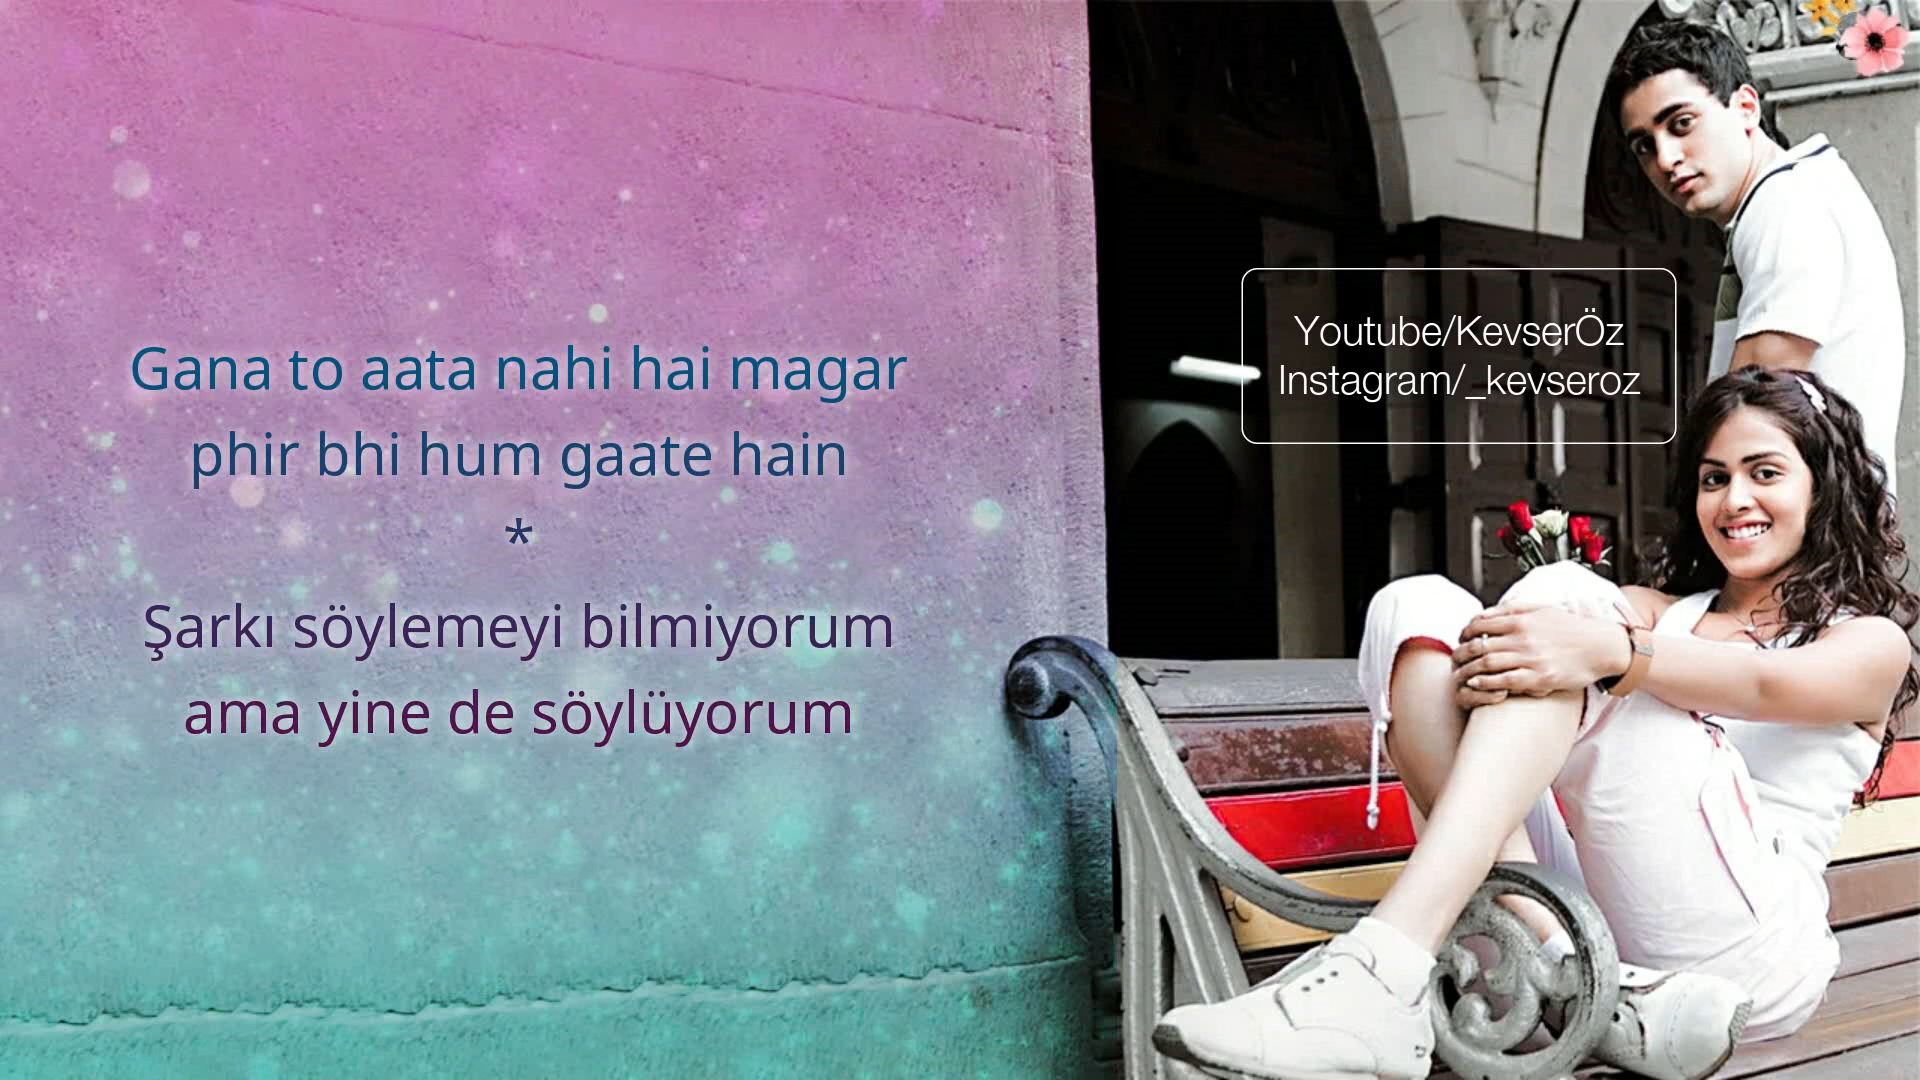 Gana to aata nahi hai magar
phir bhi hum gaate hain
*
Şarkı söylemeyi bilmiyorum
ama yine de söylüyorum
Youtube/KevserÖz
Instagram/_kevseroz